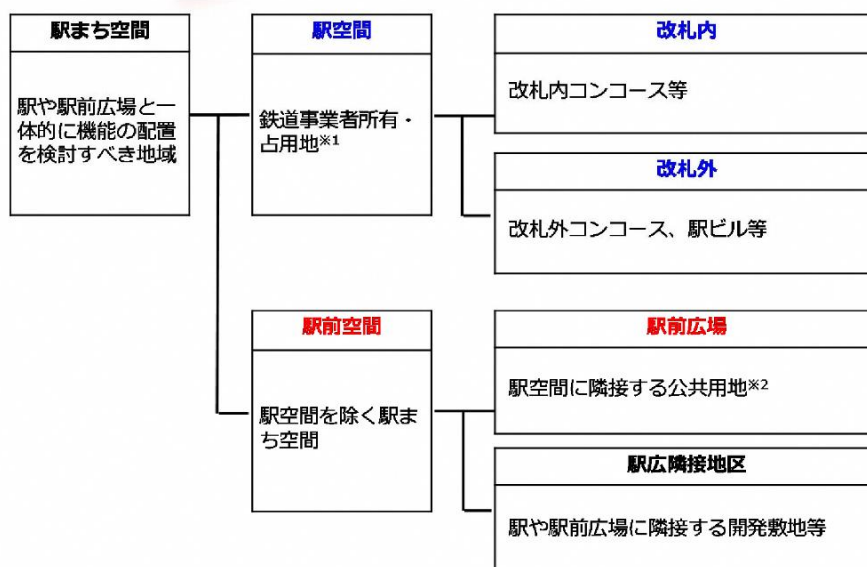 駅まち空間
駅や駅前広場と一
体的に機能の配置
を検討すべき地域
駅空間
鉄道事業者所有・
占用地※1
改札内
改札内コンコース等
改札外
改札外コンコース、駅ビル等
駅前空間
駅空間を除く駅ま
ち空間
駅前広場
駅空間に隣接する公共用地※2
駅広隣接地区
駅や駅前広場に隣接する開発敷地等